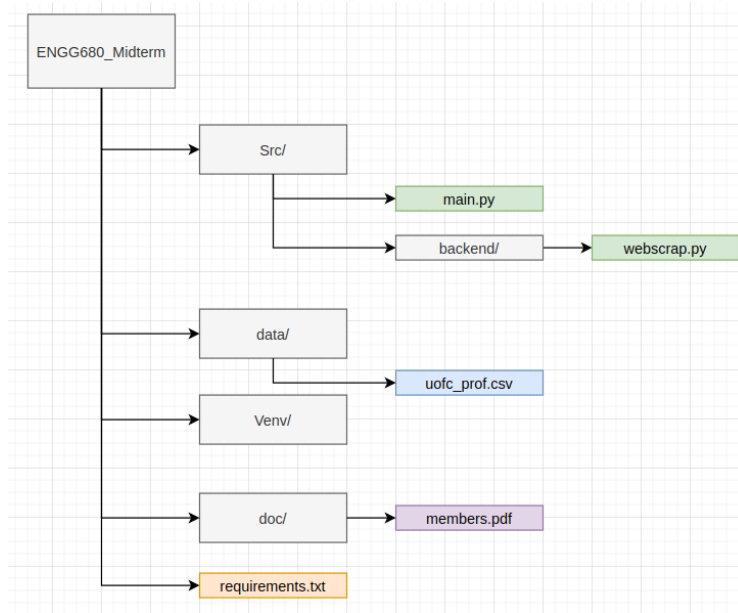 ENGG680_Midterm
Src/
main.py
backend/
webscrap.py
data/
uofc_prof.csv
Venv/
doc/
members.pdf
requirements.txt